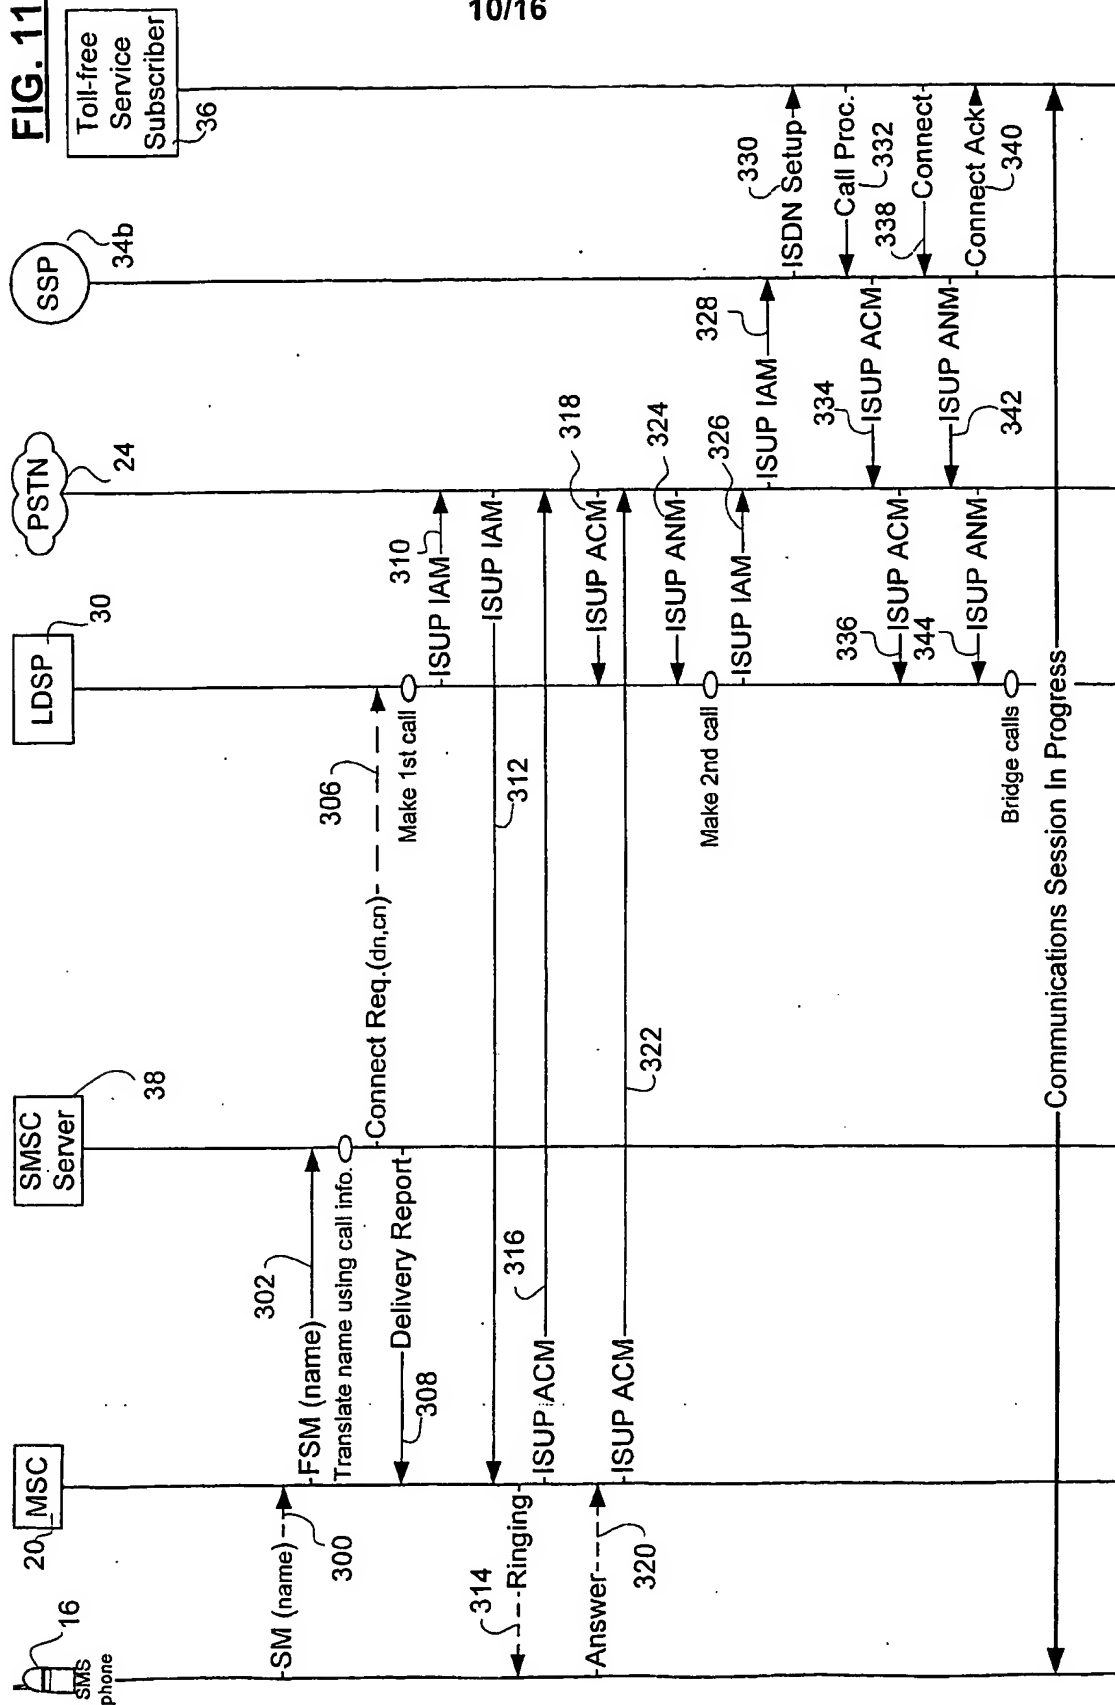 10/16
FIG. 11
16
SMS
phone
20
MSC
SMSC
Server
38
LDSP
30
PSTN
24
SSP
34b
Toll-free
Service
Subscriber
36
SM (name)
300
FSM (name)
302
Translate name using call info.
Connect Req.(dn,cn)
306
Delivery Report
308
Make 1st call
ISUP IAM
310
ISUP IAM
312
Ringing
314
ISUP ACM
316
ISUP ACM
318
Answer
320
ISUP ACM
322
ISUP ANM
324
Make 2nd call
ISUP IAM
326
ISUP IAM
328
ISDN Setup
330
Call Proc.
332
ISUP ACM
334
ISUP ACM
336
Connect
338
Connect Ack
340
ISUP ANM
342
ISUP ANM
344
Bridge calls
Communications Session In Progress